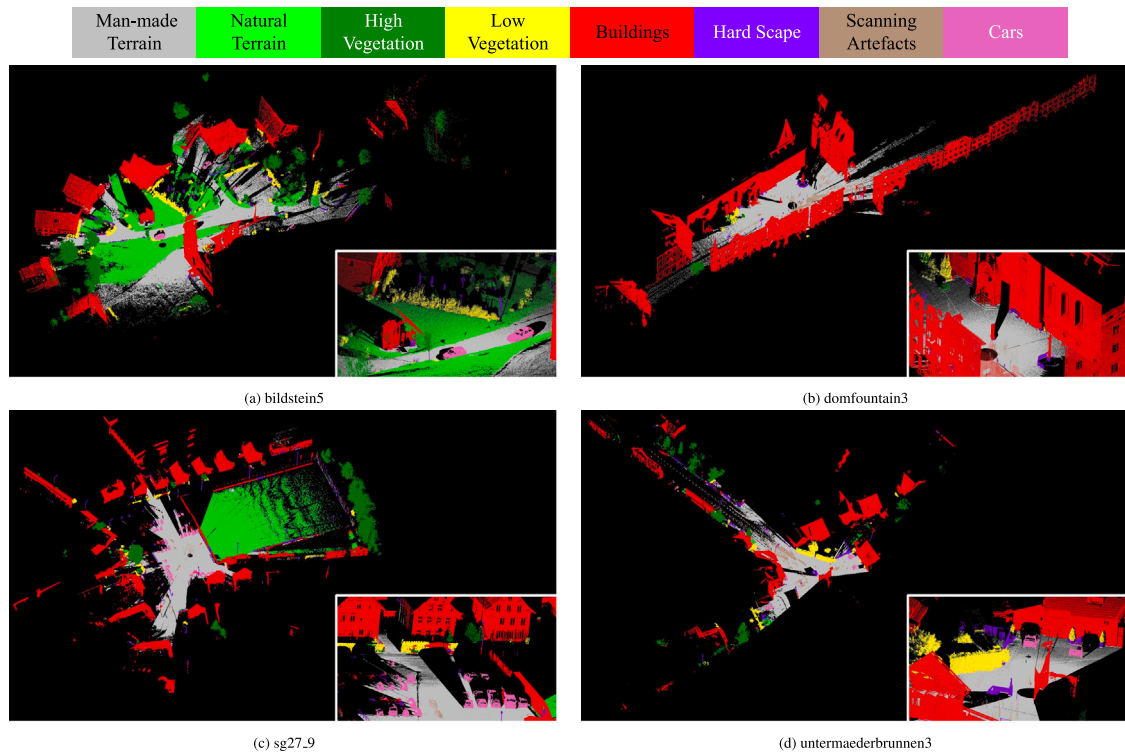 Man-made Terrain
Natural Terrain
High Vegetation
Low Vegetation
Buildings
Hard Scape
Scanning Artefacts
Cars
(a) bildstein5
(b) domfountain3
(c) sg27_9
(d) untermaederbrunnen3